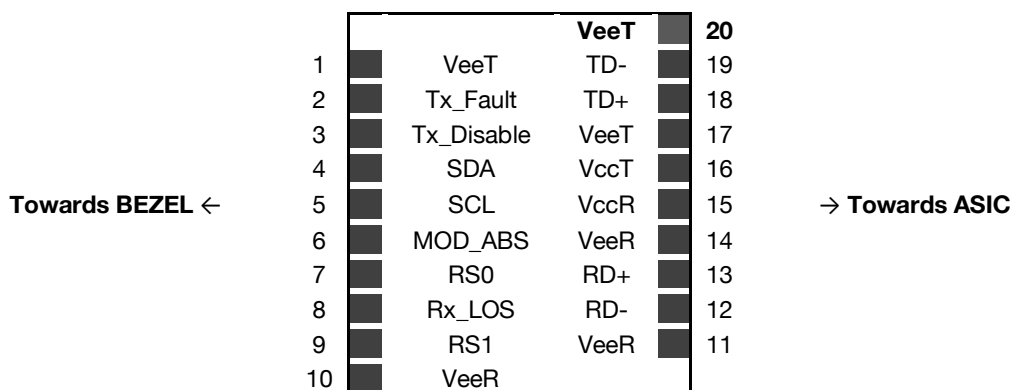 VeeT 20
1 VeeT TD- 19
2 Tx_Fault TD+ 18
3 Tx_Disable VeeT 17
4 SDA VccT 16
Towards BEZEL ← 5 SCL VccR 15 → Towards ASIC
6 MOD_ABS VeeR 14
7 RS0 RD+ 13
8 Rx_LOS RD- 12
9 RS1 VeeR 11
10 VeeR